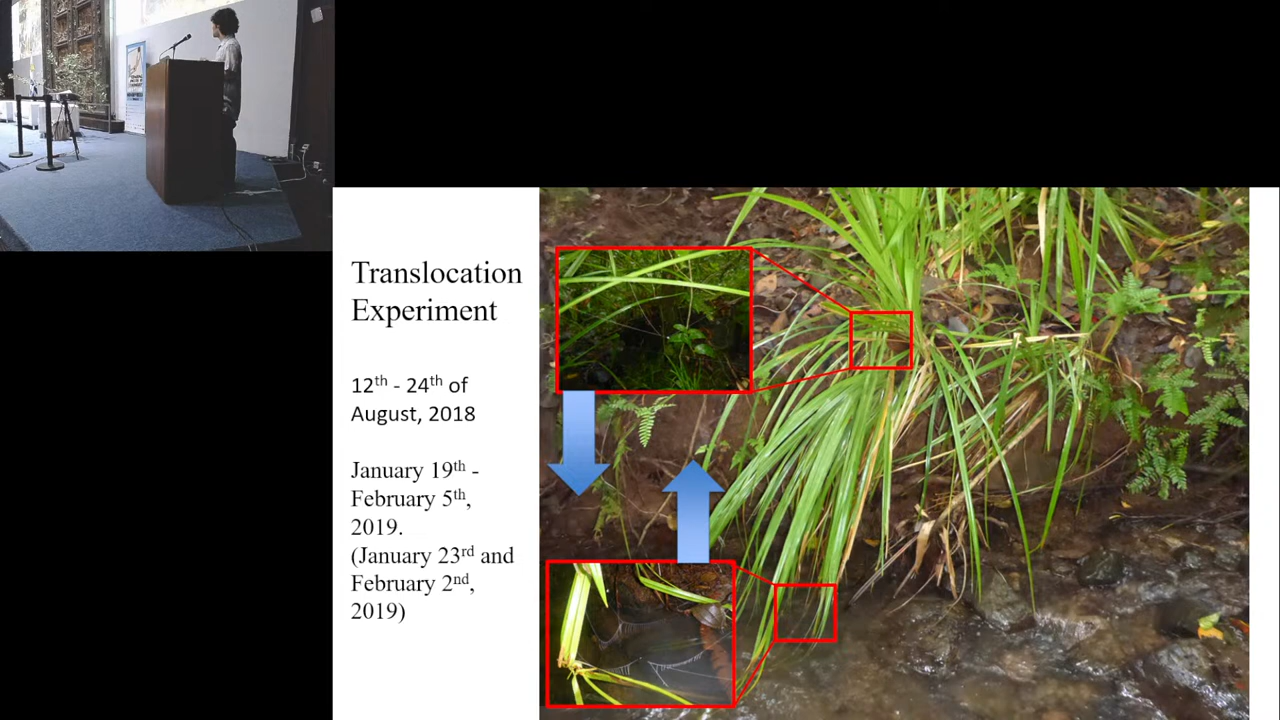 Translocation
Experiment
12th - 24th of
August, 2018
January 19th -
February 5th,
2019.
(January 23rd and
February 2nd,
2019)